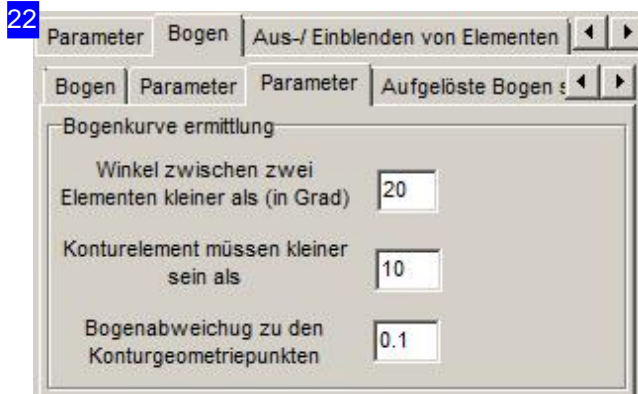 22
Parameter Bogen Aus-/ Einblenden von Elementen
Bogen Parameter Parameter Aufgelöste Bogen s
Bogenkurve ermittlung
Winkel zwischen zwei
Elementen kleiner als (in Grad)
20
Konturelement müssen kleiner
sein als
10
Bogenabweichug zu den
Konturgeometriepunkten
0.1